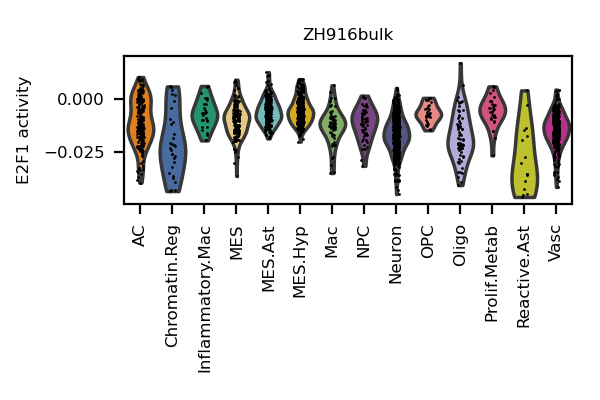 ZH916bulk
E2F1 activity
0.000
−0.025
AC
Chromatin.Reg
Inflammatory.Mac
MES
MES.Ast
MES.Hyp
Mac
NPC
Neuron
OPC
Oligo
Prolif.Metab
Reactive.Ast
Vasc